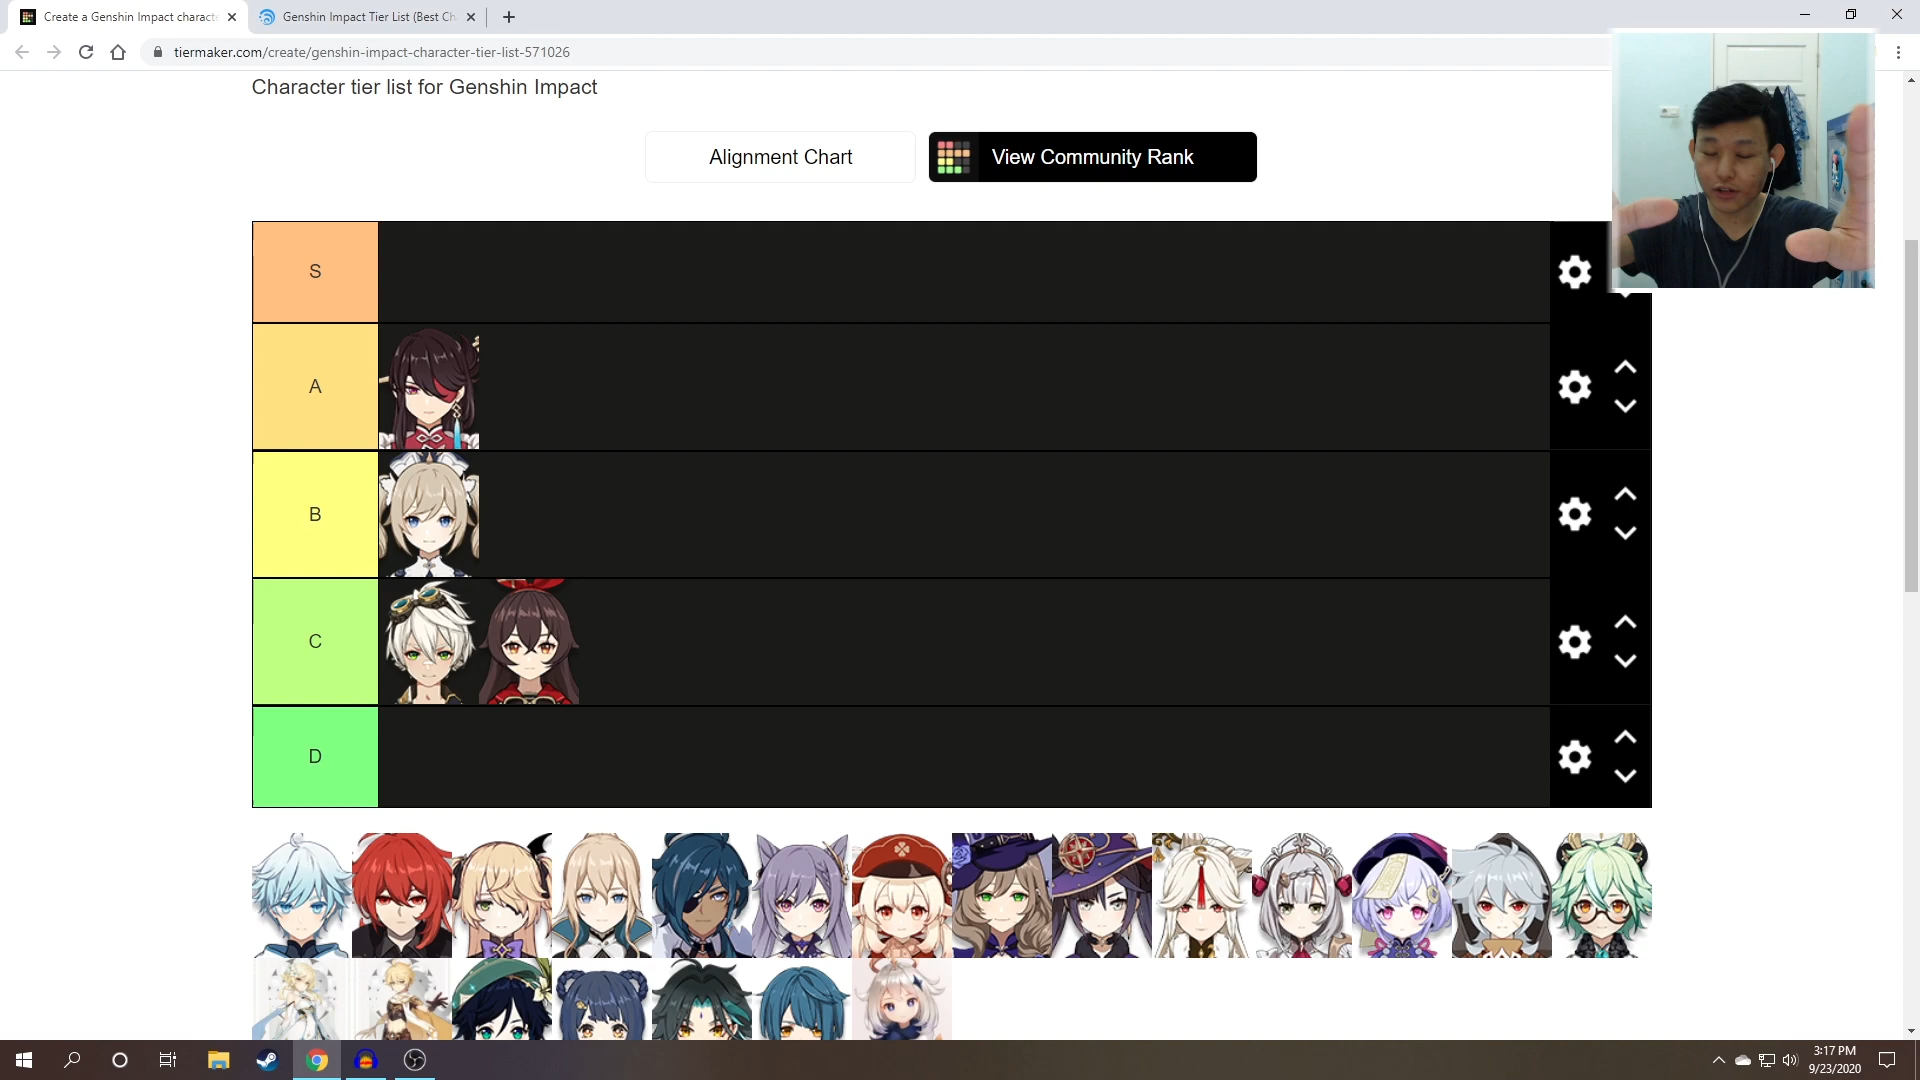 Create a Genshin Impact characte
Genshin Impact Tier List (Best Ch
tiermaker.com/create/genshin-impact-character-tier-list-571026
Character tier list for Genshin Impact
Alignment Chart
View Community Rank
S
A
B
C
D
3:17 PM
9/23/2020